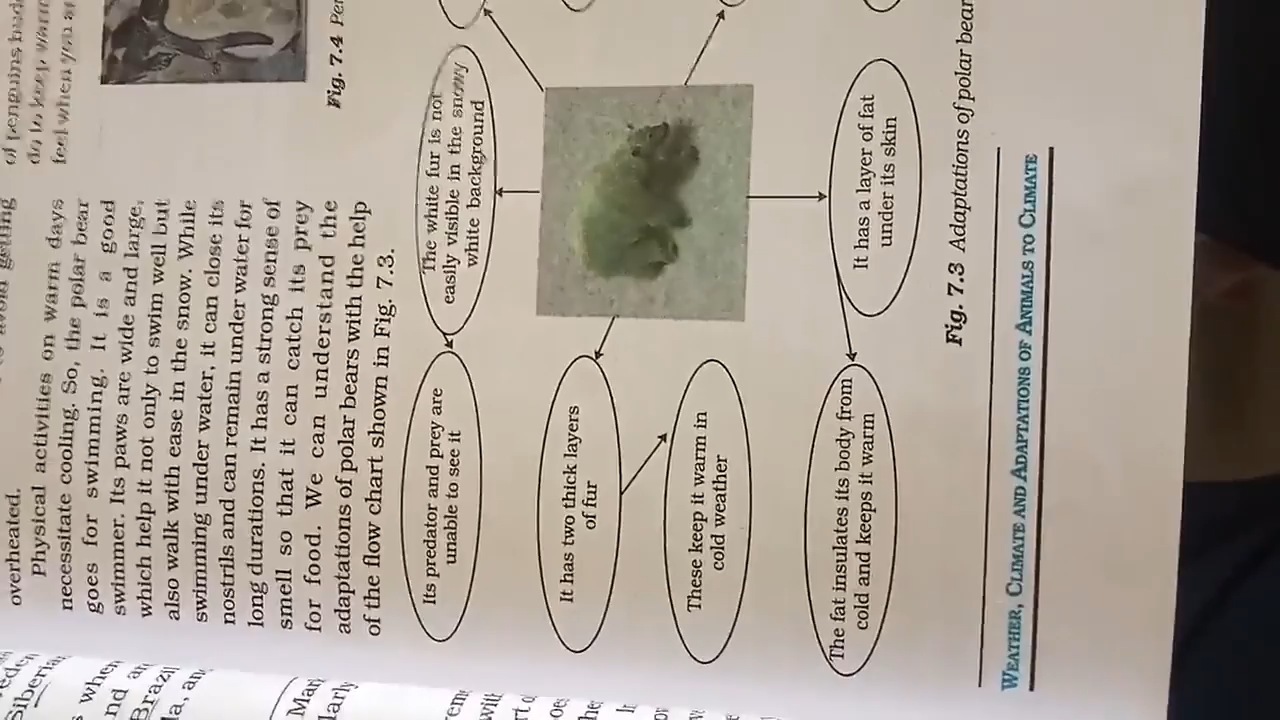 overheated.
Physical activities on warm days
necessitate cooling. So, the polar bear
goes for swimming. It is a good
swimmer. Its paws are wide and large,
which help it not only to swim well but
also walk with ease in the snow. While
swimming under water, it can close its
nostrils and can remain under water for
long durations. It has a strong sense of
smell so that it can catch its prey
for food. We can understand the
adaptations of polar bears with the help
of the flow chart shown in Fig. 7.3.
of penguins
feel when you
Fig. 7.4
Its predator and prey are
unable to see it
The white fur is not
easily visible in the snowy
white background
It has two thick layers
of fur
These keep it warm in
cold weather
The fat insulates its body from
cold and keeps it warm
It has a layer of fat
under its skin
Fig. 7.3 Adaptations of polar bear
WEATHER, CLIMATE AND ADAPTATIONS OF ANIMALS TO CLIMATE
Siberia
when
Brazil